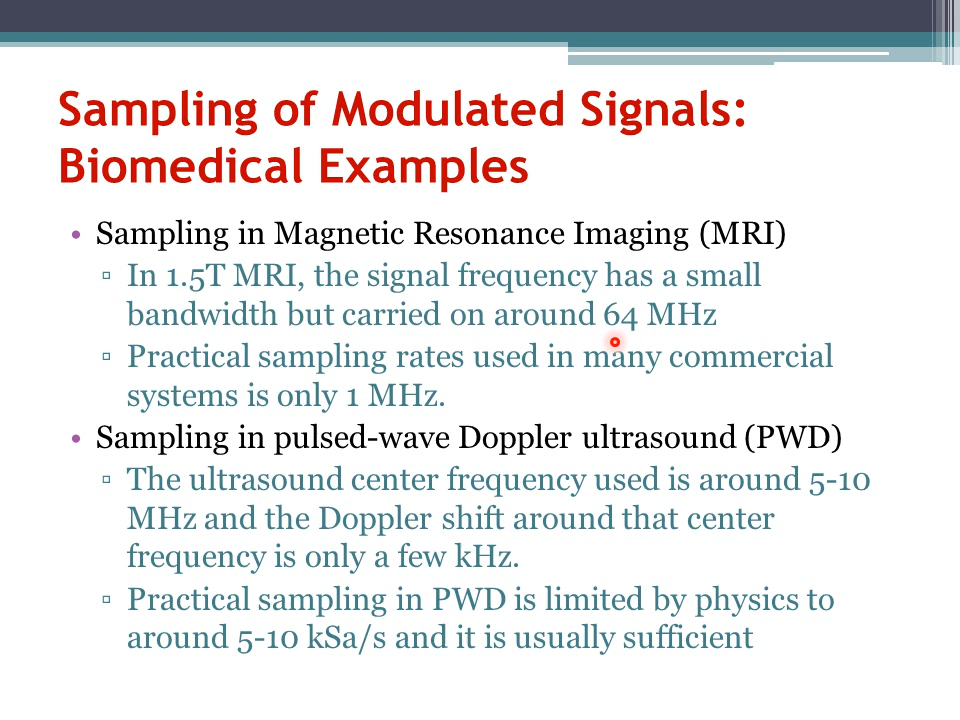 Sampling of Modulated Signals:
Biomedical Examples
• Sampling in Magnetic Resonance Imaging (MRI)
▫ In 1.5T MRI, the signal frequency has a small
bandwidth but carried on around 64 MHz
▫ Practical sampling rates used in many commercial
systems is only 1 MHz.
• Sampling in pulsed-wave Doppler ultrasound (PWD)
▫ The ultrasound center frequency used is around 5-10
MHz and the Doppler shift around that center
frequency is only a few kHz.
▫ Practical sampling in PWD is limited by physics to
around 5-10 kSa/s and it is usually sufficient